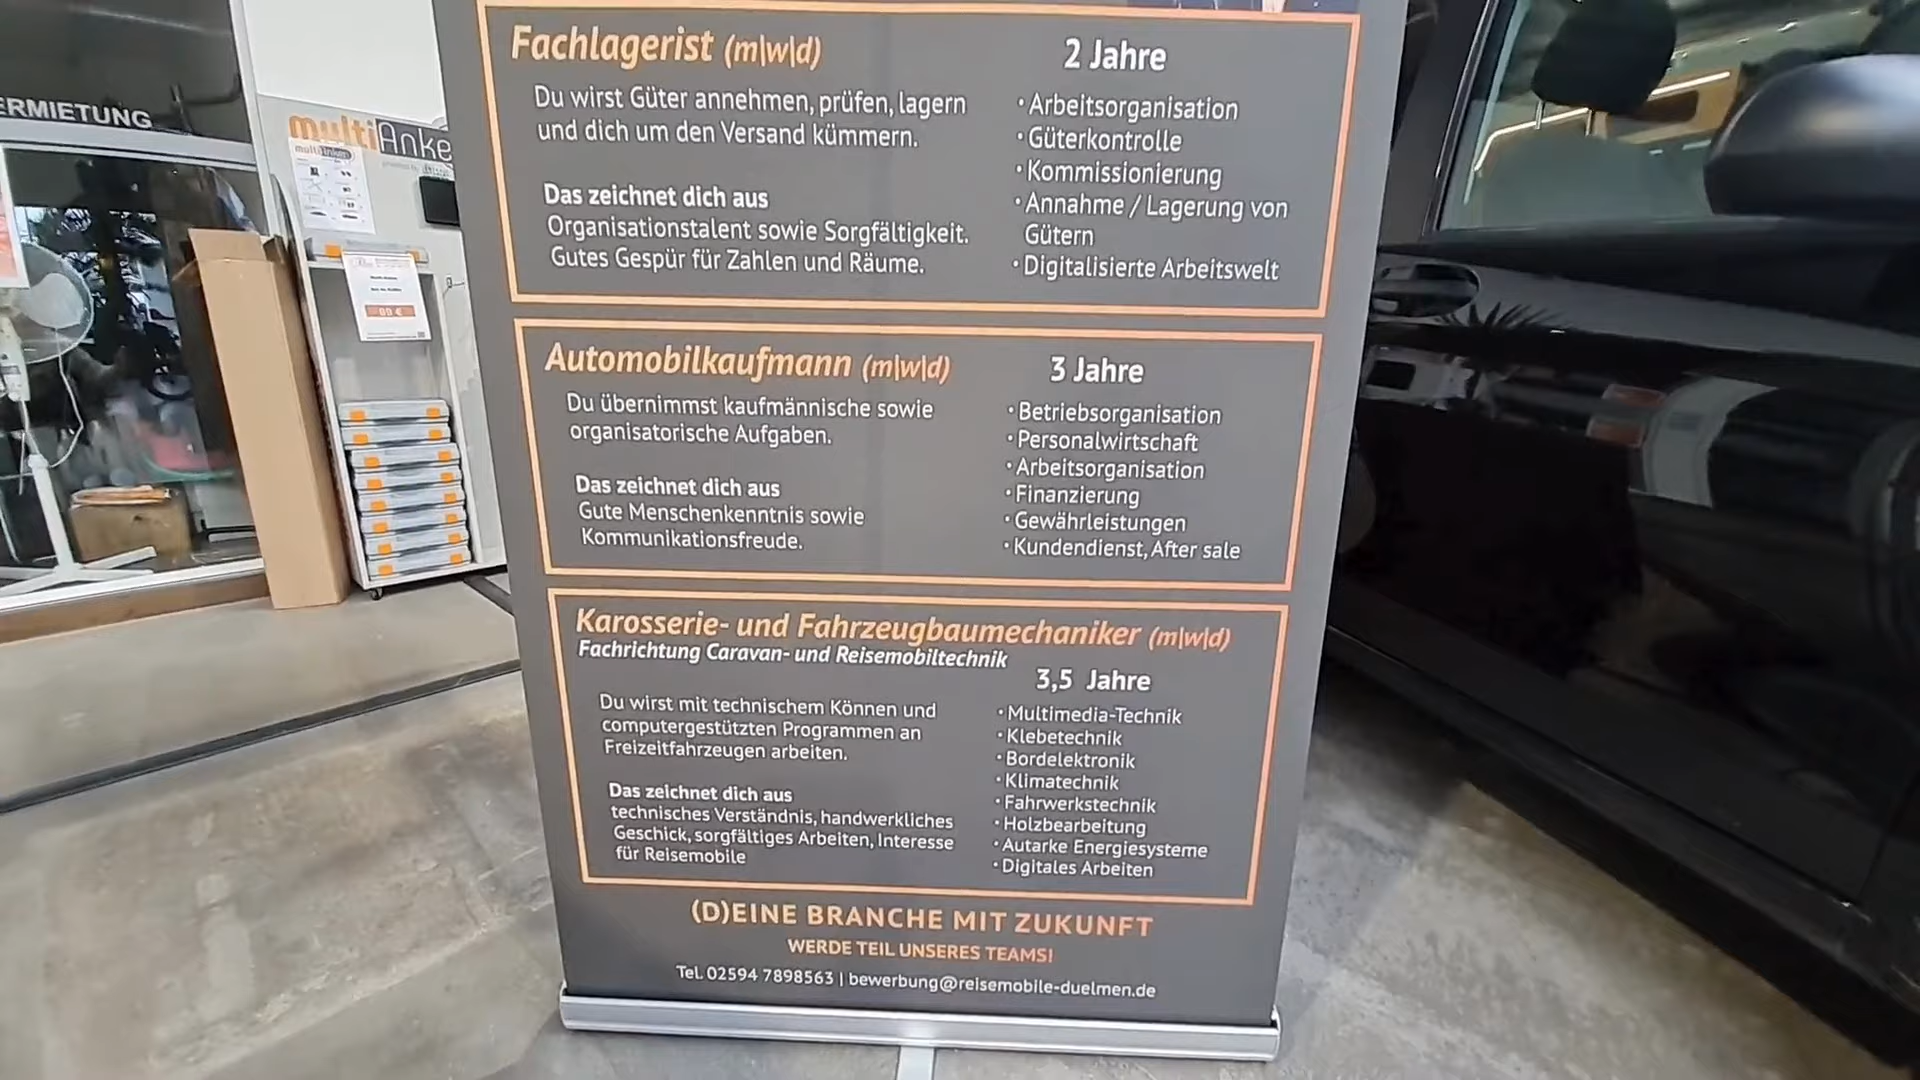 ERMIETUNG
multiAnke
Fachlagerist (m|w|d)
2 Jahre
Du wirst Güter annehmen, prüfen, lagern
und dich um den Versand kümmern.
Das zeichnet dich aus
Organisationstalent sowie Sorgfältigkeit.
Gutes Gespür für Zahlen und Räume.
• Arbeitsorganisation
• Güterkontrolle
• Kommissionierung
• Annahme / Lagerung von
Gütern
• Digitalisierte Arbeitswelt
Automobilkaufmann (m|w|d)
3 Jahre
Du übernimmst kaufmännische sowie
organisatorische Aufgaben.
Das zeichnet dich aus
Gute Menschenkenntnis sowie
Kommunikationsfreude.
• Betriebsorganisation
• Personalwirtschaft
• Arbeitsorganisation
• Finanzierung
• Gewährleistungen
• Kundendienst, After sale
Karosserie- und Fahrzeugbaumechaniker (m|w|d)
Fachrichtung Caravan- und Reisemobiltechnik
3,5 Jahre
Du wirst mit technischem Können und
computergestützten Programmen an
Freizeitfahrzeugen arbeiten.
Das zeichnet dich aus
technisches Verständnis, handwerkliches
Geschick, sorgfältiges Arbeiten, Interesse
für Reisemobile
• Multimedia-Technik
• Klebetechnik
• Bordelektronik
• Klimatechnik
• Fahrwerkstechnik
• Holzbearbeitung
• Autarke Energiesysteme
• Digitales Arbeiten
(D)EINE BRANCHE MIT ZUKUNFT
WERDE TEIL UNSERES TEAMS!
Tel. 02594 7898563 | bewerbung@reisemobile-duelmen.de